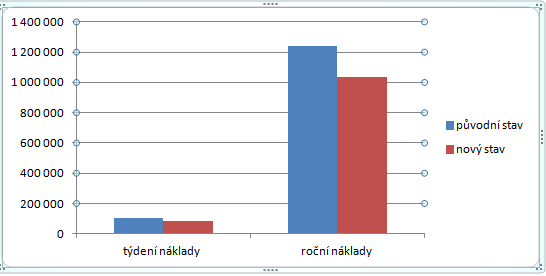 1 400 000
1 200 000
1 000 000
800 000
600 000
400 000
200 000
0
týdení náklady
roční náklady
původní stav
nový stav